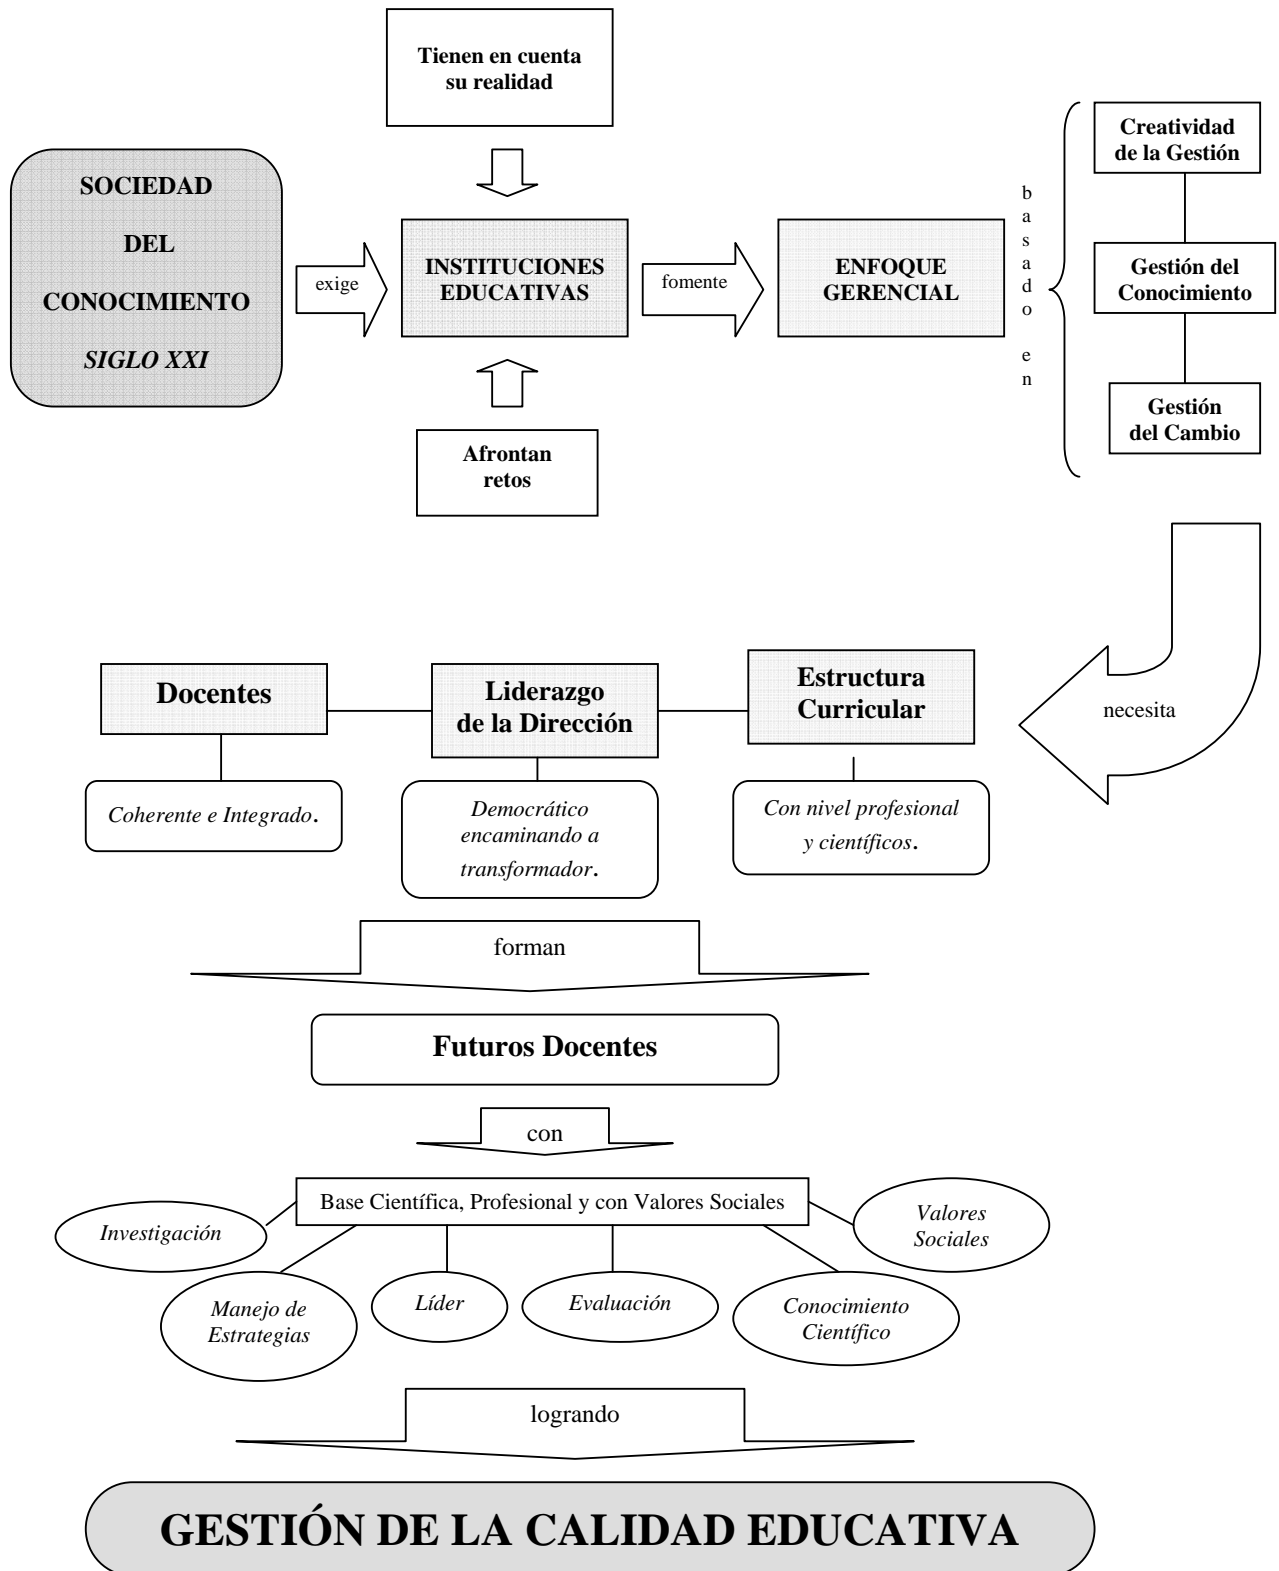 Tienen en cuenta
su realidad
SOCIEDAD
DEL
CONOCIMIENTO
SIGLO XXI
exige
INSTITUCIONES
EDUCATIVAS
fomente
ENFOQUE
GERENCIAL
basado en
Creatividad
de la Gestión
Gestión del
Conocimiento
Gestión
del Cambio
Afrontan
retos
necesita
Docentes
Liderazgo
de la Dirección
Estructura
Curricular
Coherente e Integrado.
Democrático
encaminando a
transformador.
Con nivel profesional
y científicos.
forman
Futuros Docentes
con
Base Científica, Profesional y con Valores Sociales
Investigación
Manejo de
Estrategias
Líder
Evaluación
Conocimiento
Científico
Valores
Sociales
logrando
GESTIÓN DE LA CALIDAD EDUCATIVA